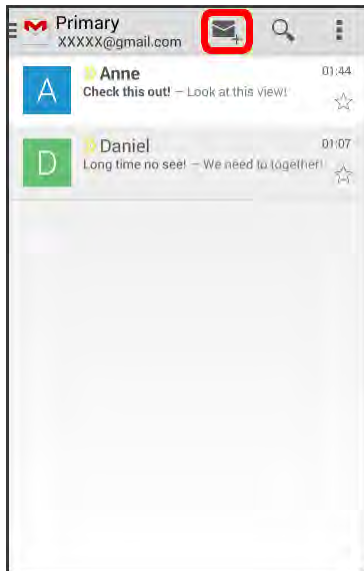 Primary
XXXXX@gmail.com
A
Anne
01:44
Check this out! – Look at this view!
D
Daniel
01:07
Long time no see! – We need to together!